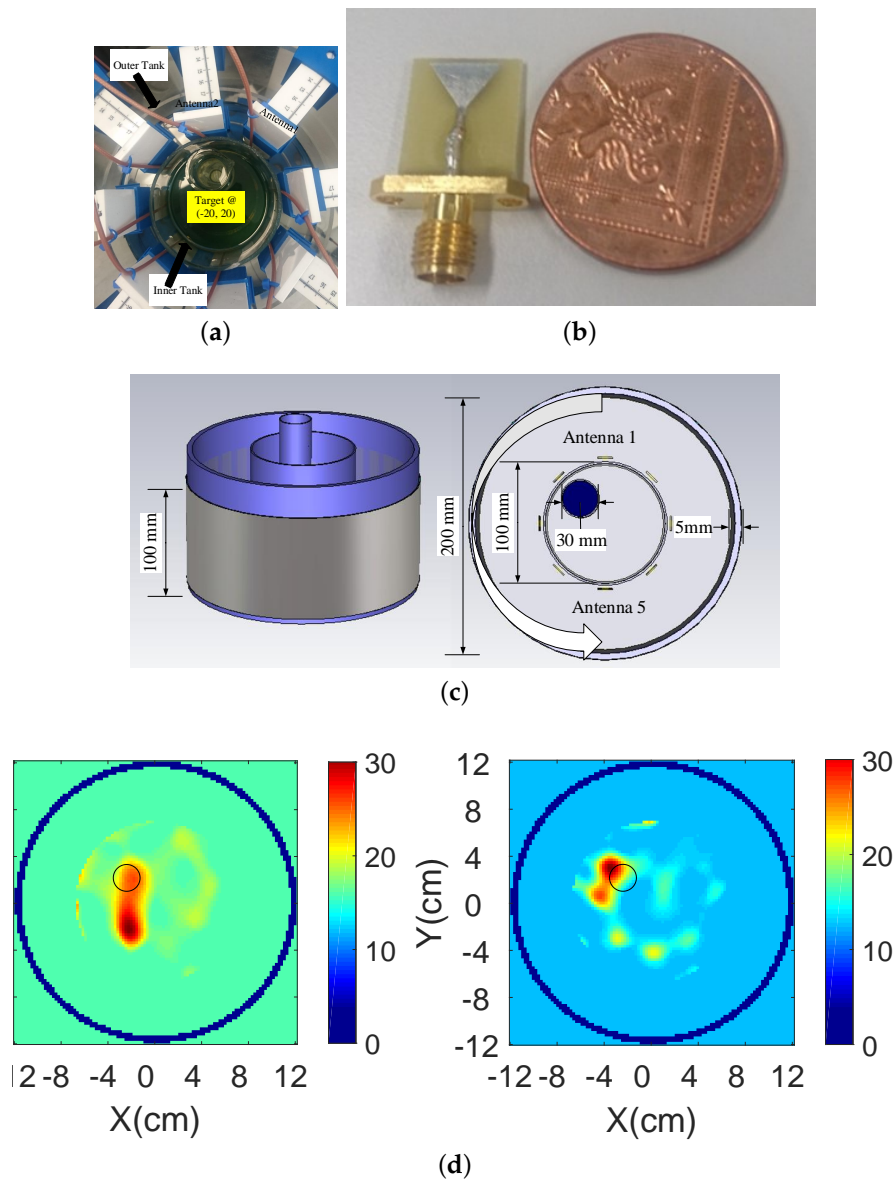 Outer Tank
Antenna2
Antenna1
Target @
(-20, 20)
Inner Tank
(a)
(b)
Antenna 1
100 mm
200 mm
100 mm
30 mm
5mm
Antenna 5
(c)
30
20
10
0
12 -8 -4 0 4 8 12
X(cm)
12
8
4
0
-4
-8
-12
Y(cm)
30
20
10
0
-12 -8 -4 0 4 8 12
X(cm)
(d)